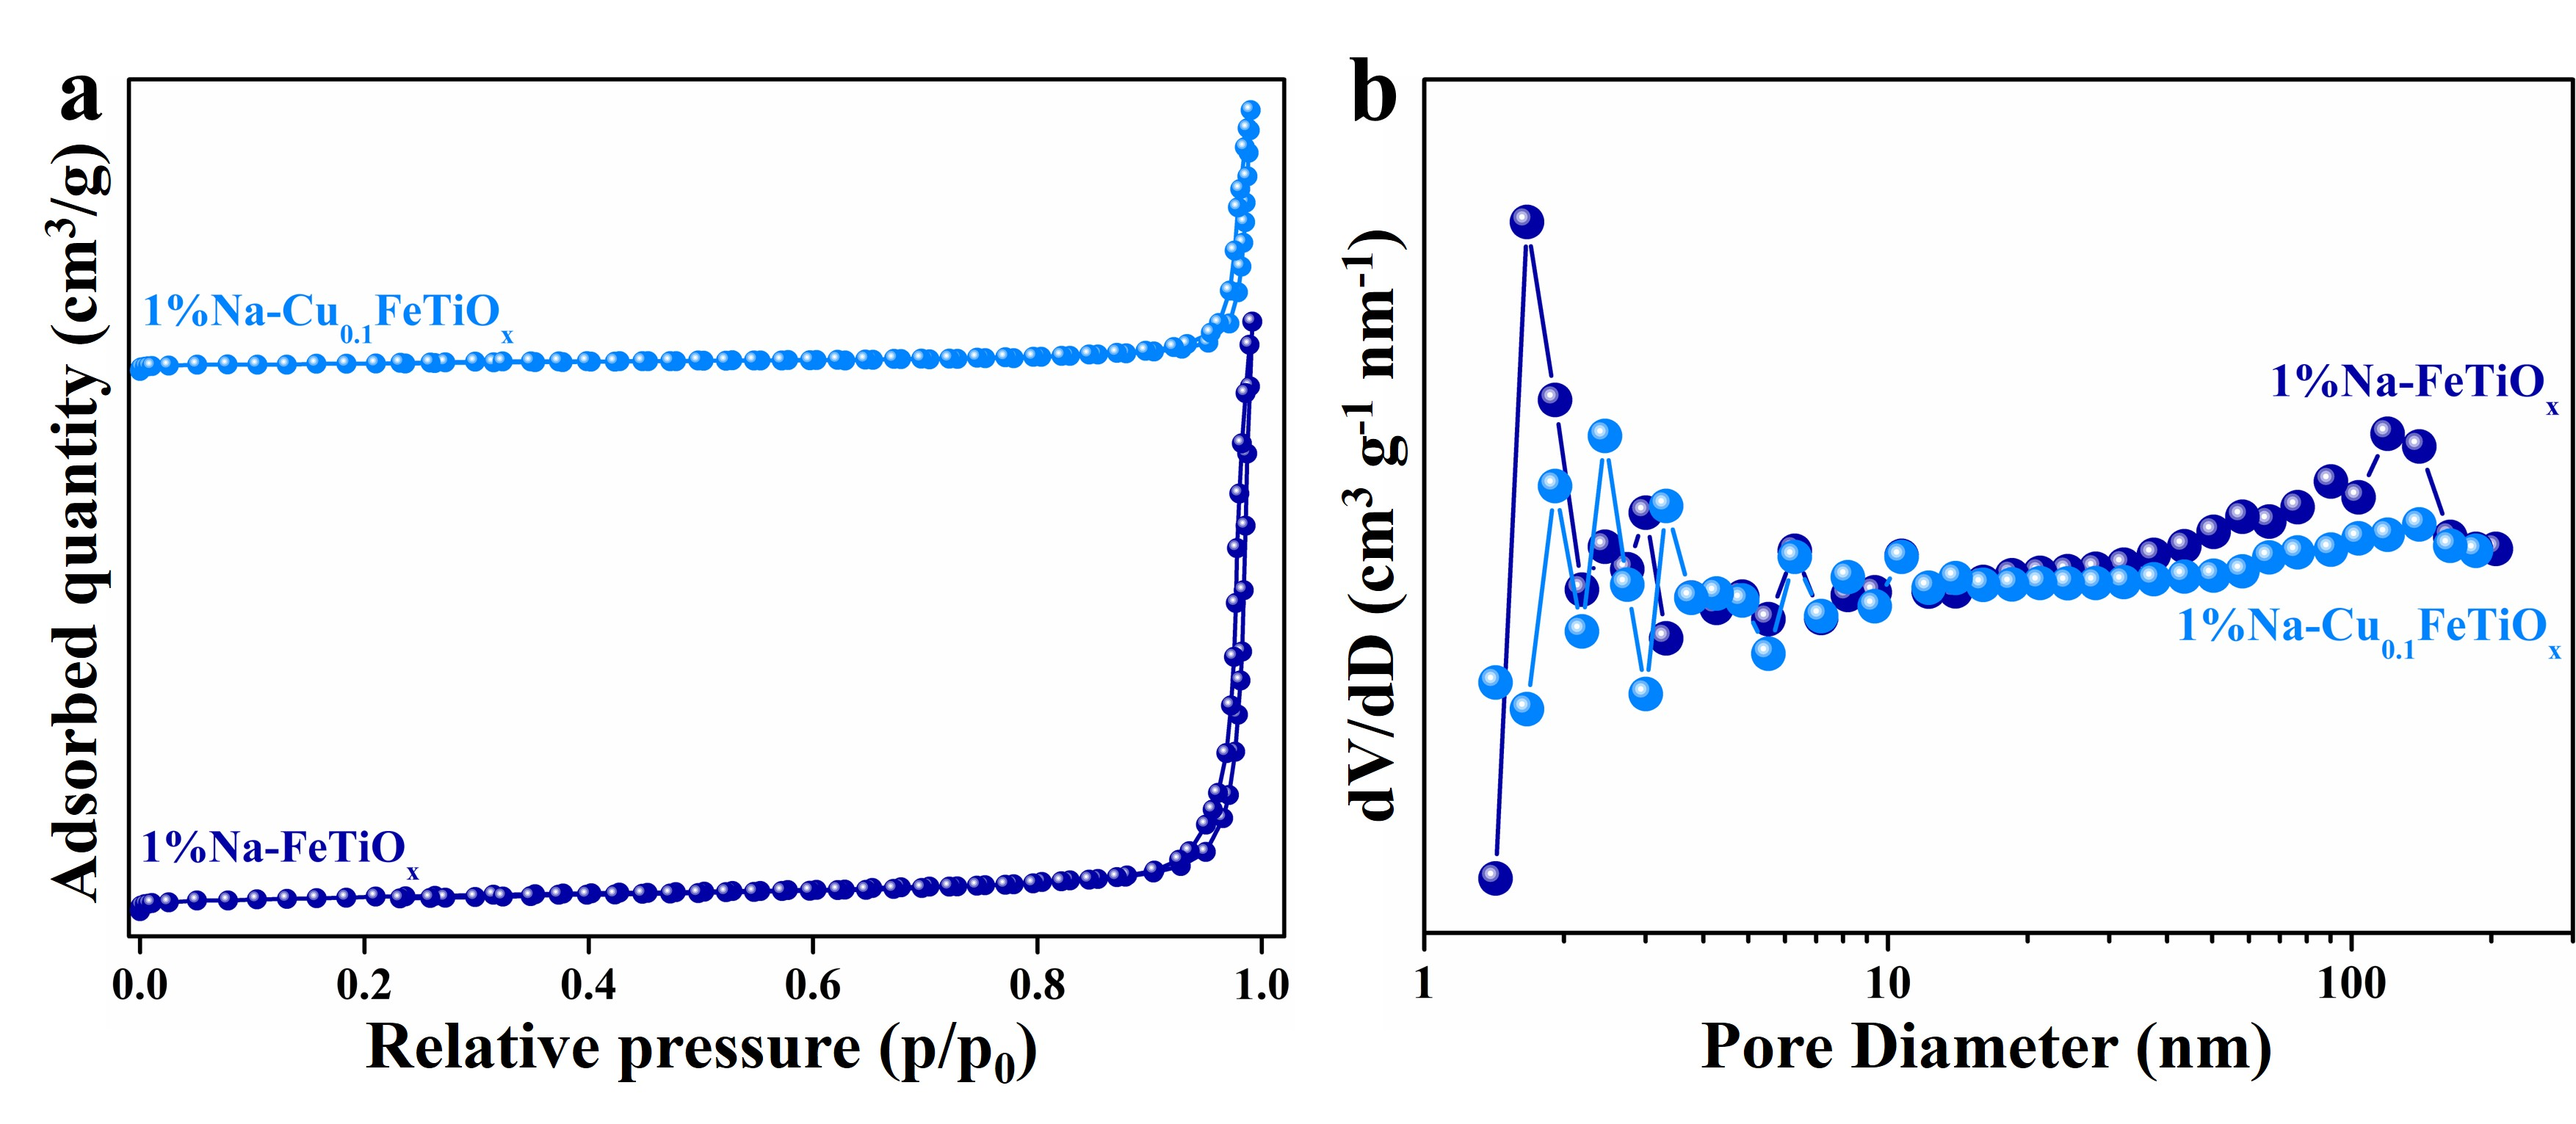 a
Adsorbed quantity (cm³/g)
1%Na-Cu₀.₁FeTiOₓ
1%Na-FeTiOₓ
0.0 0.2 0.4 0.6 0.8 1.0
Relative pressure (p/p₀)
b
dV/dD (cm³ g⁻¹ nm⁻¹)
1%Na-FeTiOₓ
1%Na-Cu₀.₁FeTiOₓ
1 10 100
Pore Diameter (nm)